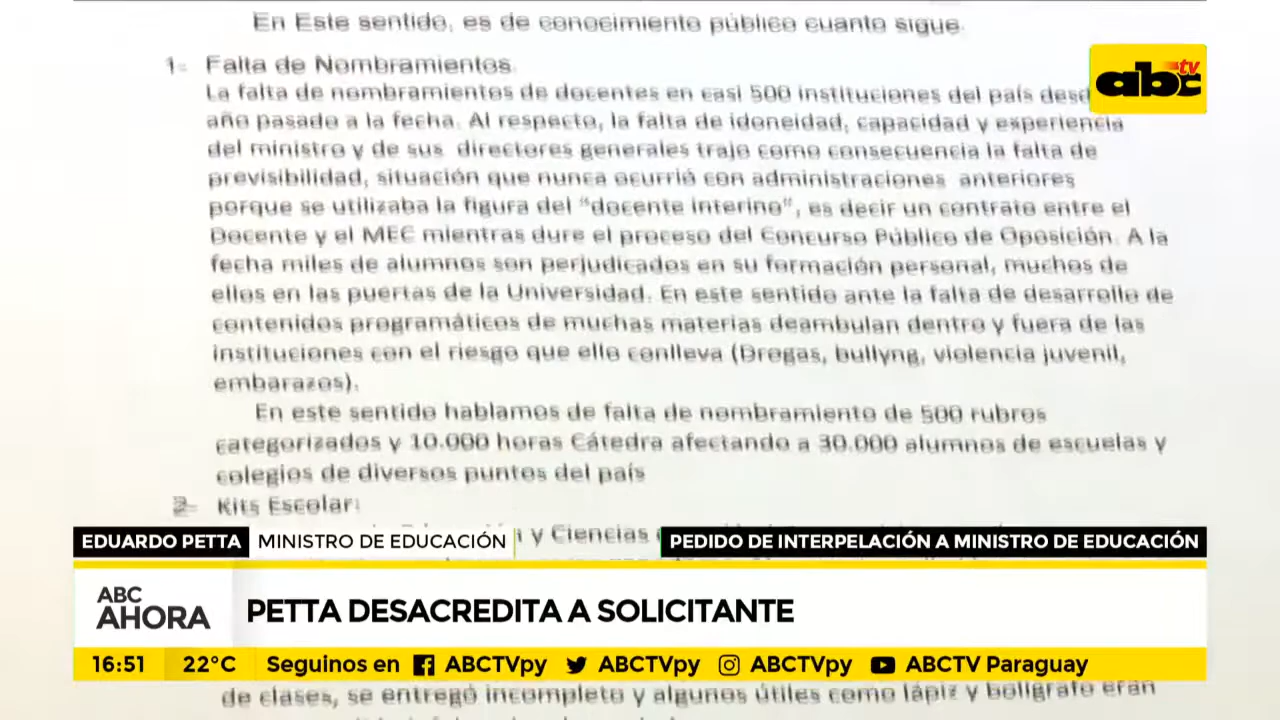 En Este sentido, es de conocimiento público cuanto sigue
1- Falta de Nombramientos
La falta de nombramientos de docentes en casi 500 instituciones del país
año pasado a la fecha. Al respecto, la falta de idoneidad, capacidad y experiencia
del ministro y de sus directores generales trajo como consecuencia la falta de
previsibilidad, situación que nunca ocurrió con administraciones anteriores
porque se utilizaba la figura del "docente interino", es decir un contrato entre el
Docente y el MEC mientras dure el proceso del Concurso Público de Oposición. A la
fecha miles de alumnos son perjudicados en su formación personal, muchos de
ellos en las puertas de la Universidad. En este sentido ante la falta de desarrollo de
contenidos programáticos de muchas materias deambulan dentro y fuera de las
instituciones con el riesgo que ello conlleva (Drogas, bullyng, violencia juvenil,
embarazos).
En este sentido hablamos de falta de nombramiento de 500 rubros
categorizados y 10.000 horas Cátedra afectando a 30.000 alumnos de escuelas y
colegios de diversos puntos del país
2- Kits Escolar:
y Ciencias
abc tv
EDUARDO PETTA MINISTRO DE EDUCACIÓN
PEDIDO DE INTERPELACIÓN A MINISTRO DE EDUCACIÓN
ABC AHORA
PETTA DESACREDITA A SOLICITANTE
16:51 22°C Seguinos en ABCTVpy ABCTVpy ABCTVpy ABCTV Paraguay
de clases, se entregó incompleto y algunos útiles como lápiz y bolígrafo eran